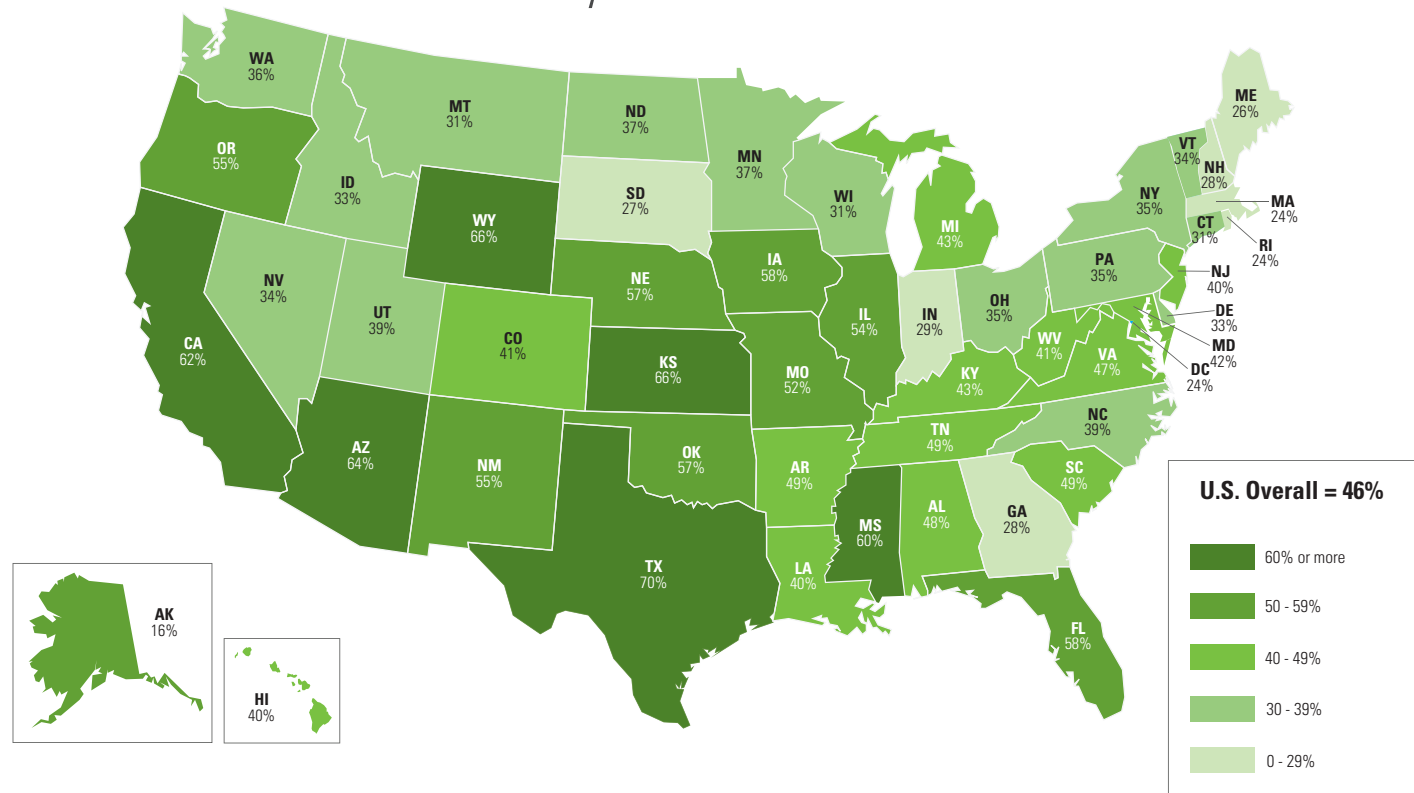 WA
36%
OR
55%
CA
62%
ID
33%
NV
34%
MT
31%
WY
66%
UT
39%
AZ
64%
CO
41%
NM
55%
ND
37%
SD
27%
NE
57%
KS
66%
OK
57%
TX
70%
MN
37%
IA
58%
MO
52%
AR
49%
LA
40%
WI
31%
IL
54%
MI
43%
IN
29%
OH
35%
KY
43%
TN
49%
MS
60%
AL
48%
GA
28%
FL
58%
SC
49%
NC
39%
VA
47%
WV
41%
PA
35%
NY
35%
VT
34%
NH
28%
ME
26%
MA
24%
CT
31%
RI
24%
NJ
40%
DE
33%
MD
42%
DC
24%
AK
16%
HI
40%
U.S. Overall = 46%
60% or more
50 - 59%
40 - 49%
30 - 39%
0 - 29%